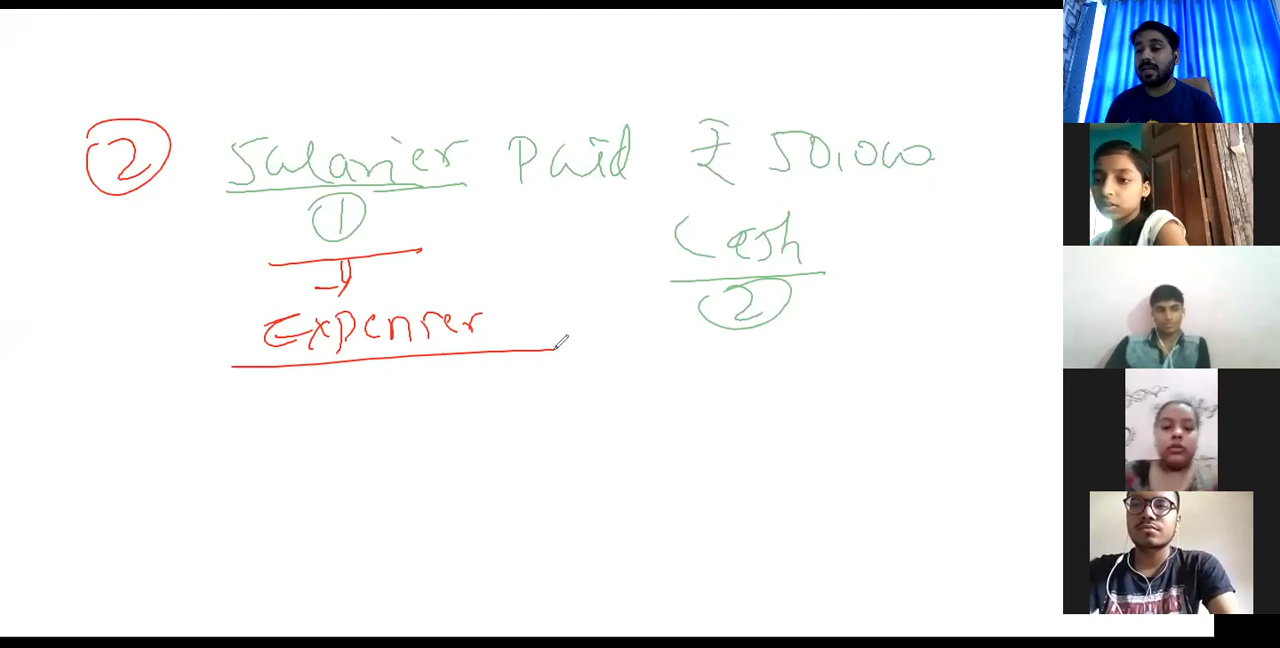 ② Salaries Paid ₹ 50,000
Cash
①
②
Expenses